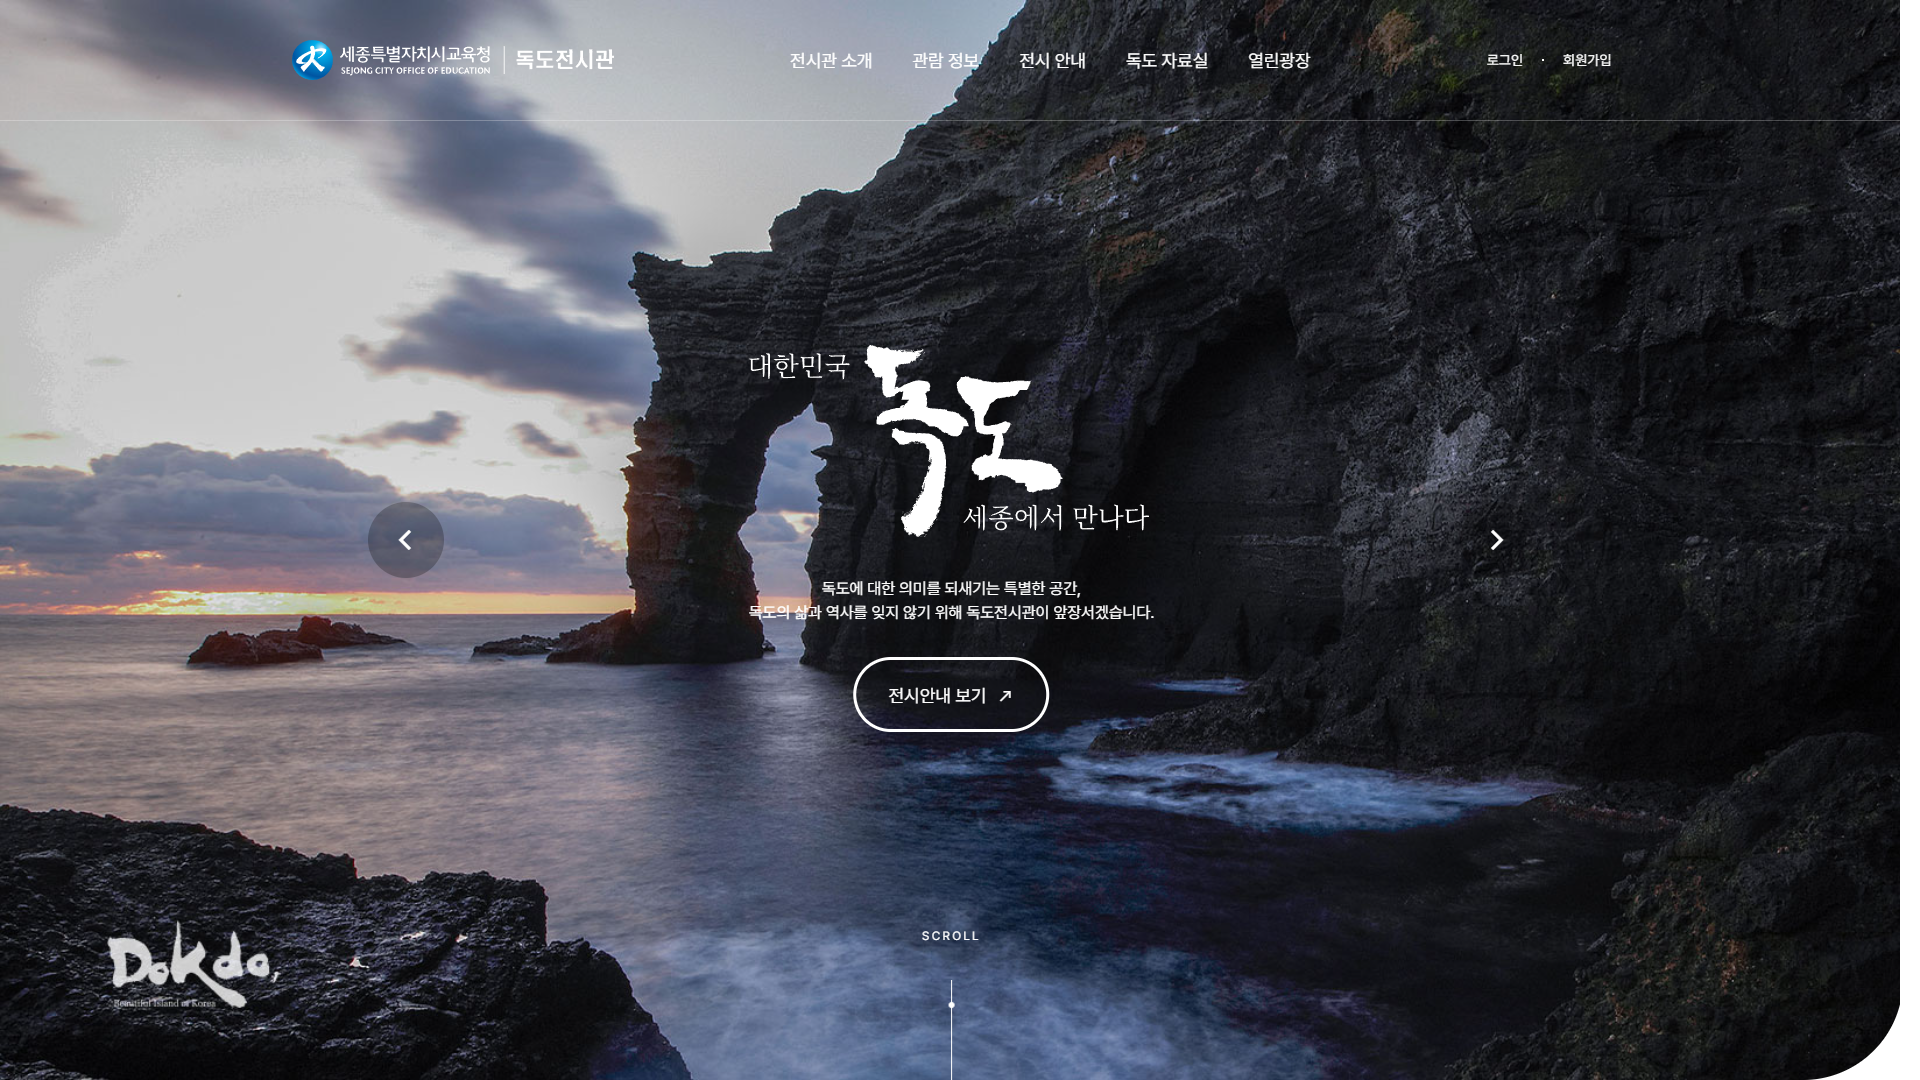 세종특별자치시교육청
SEJONG CITY OFFICE OF EDUCATION
독도전시관
전시관 소개
관람 정보
전시 안내
독도 자료실
열린광장
로그인 · 회원가입
대한민국
독도
세종에서 만나다
독도에 대한 의미를 되새기는 특별한 공간,
독도의 삶과 역사를 잊지 않기 위해 독도전시관이 앞장서겠습니다.
전시안내 보기
SCROLL
Dokdo,
Beautiful Island of Korea